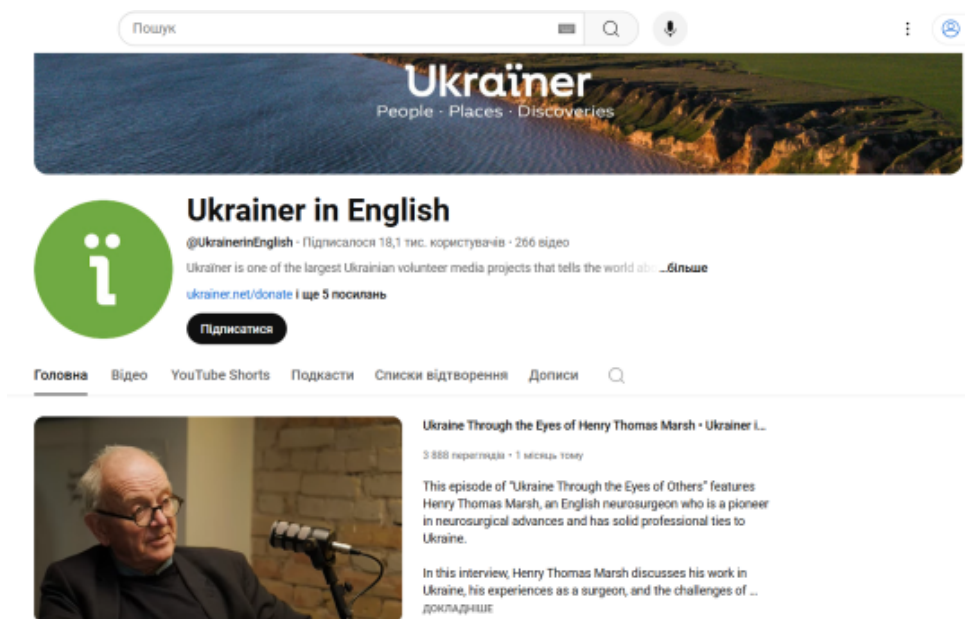 Пошук
Ukraïner
People · Places · Discoveries
ï
Ukrainer in English
@UkrainerinEnglish · Підписалося 18,1 тис. користувачів · 266 відео
Ukraïner is one of the largest Ukrainian volunteer media projects that tells the world ...більше
ukrainer.net/donate і ще 5 посилань
Підписатися
Головна Відео YouTube Shorts Подкасти Списки відтворення Дописи
Ukraine Through the Eyes of Henry Thomas Marsh • Ukrainer i...
3 888 переглядів • 1 місяць тому
This episode of "Ukraine Through the Eyes of Others" features
Henry Thomas Marsh, an English neurosurgeon who is a pioneer
in neurosurgical advances and has solid professional ties to
Ukraine.
In this interview, Henry Thomas Marsh discusses his work in
Ukraine, his experiences as a surgeon, and the challenges of ...
ДОКЛАДНІШЕ